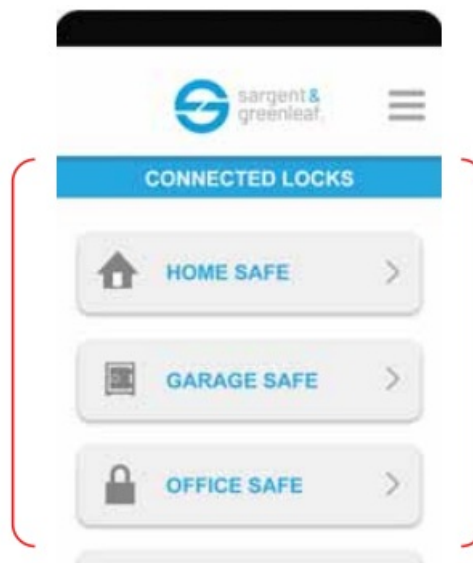 sargent &
greenleaf.
CONNECTED LOCKS
HOME SAFE
GARAGE SAFE
OFFICE SAFE